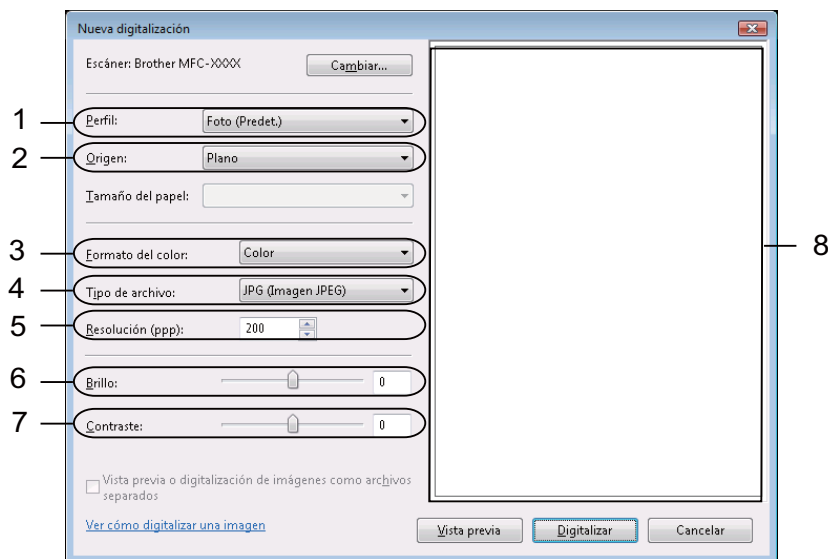 Nueva digitalización
Escáner: Brother MFC-XXXX Cambiar...
1 Perfil: Foto (Predet.)
2 Origen: Plano
Tamaño del papel:
3 Formato del color: Color
8
4 Tipo de archivo: JPG (Imagen JPEG)
5 Resolución (ppp): 200
6 Brillo: 0
7 Contraste: 0
Vista previa o digitalización de imágenes como archivos
separados
Ver cómo digitalizar una imagen
Vista previa Digitalizar Cancelar